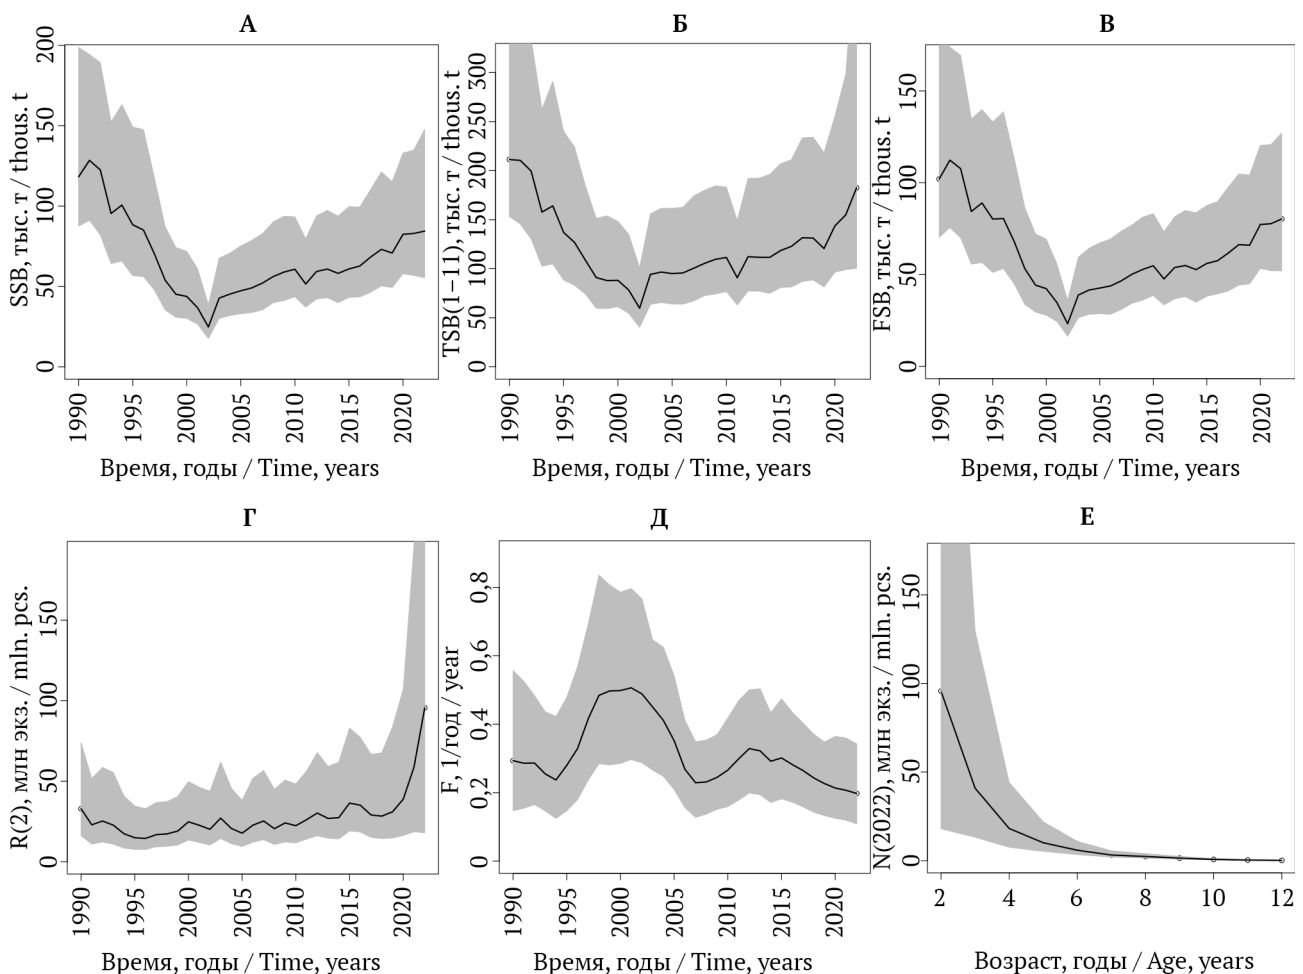 А
SSB, тыс. т / thous. t
0 50 100 150 200
1990 1995 2000 2005 2010 2015 2020
Время, годы / Time, years
Б
TSB(1–11), тыс. т / thous. t
0 50 100 150 200 300
1990 1995 2000 2005 2010 2015 2020
Время, годы / Time, years
В
FSB, тыс. т / thous. t
0 50 100 150
1990 1995 2000 2005 2010 2015 2020
Время, годы / Time, years
Г
R(2), млн экз. / mln. pcs.
0 50 100 150
1990 1995 2000 2005 2010 2015 2020
Время, годы / Time, years
Д
F, 1/год / year
0 0,2 0,4 0,6 0,8
1990 1995 2000 2005 2010 2015 2020
Время, годы / Time, years
Е
N(2022), млн экз. / mln. pcs.
0 50 100 150
2 4 6 8 10 12
Возраст, годы / Age, years